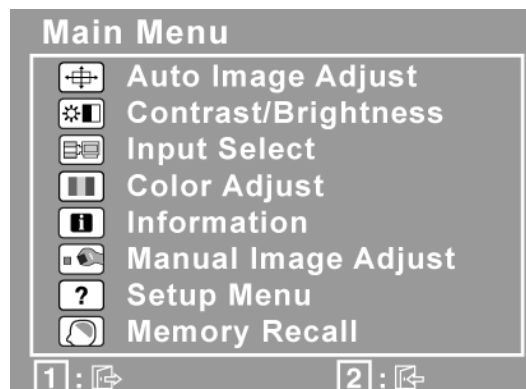 Main Menu
Auto Image Adjust
Contrast/Brightness
Input Select
Color Adjust
i Information
Manual Image Adjust
? Setup Menu
Memory Recall
1 : 2 :